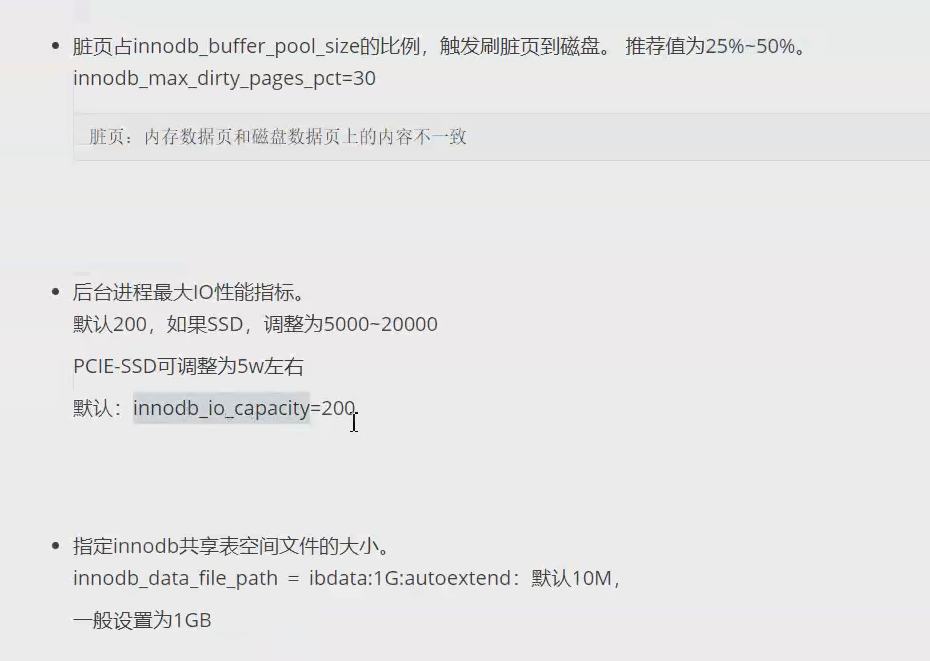 脏页占innodb_buffer_pool_size的比例，触发刷脏页到磁盘。 推荐值为25%~50%。
innodb_max_dirty_pages_pct=30
脏页：内存数据页和磁盘数据页上的内容不一致
后台进程最大IO性能指标。
默认200，如果SSD，调整为5000~20000
PCIE-SSD可调整为5w左右
默认：innodb_io_capacity=200
指定innodb共享表空间文件的大小。
innodb_data_file_path = ibdata:1G:autoextend：默认10M，
一般设置为1GB